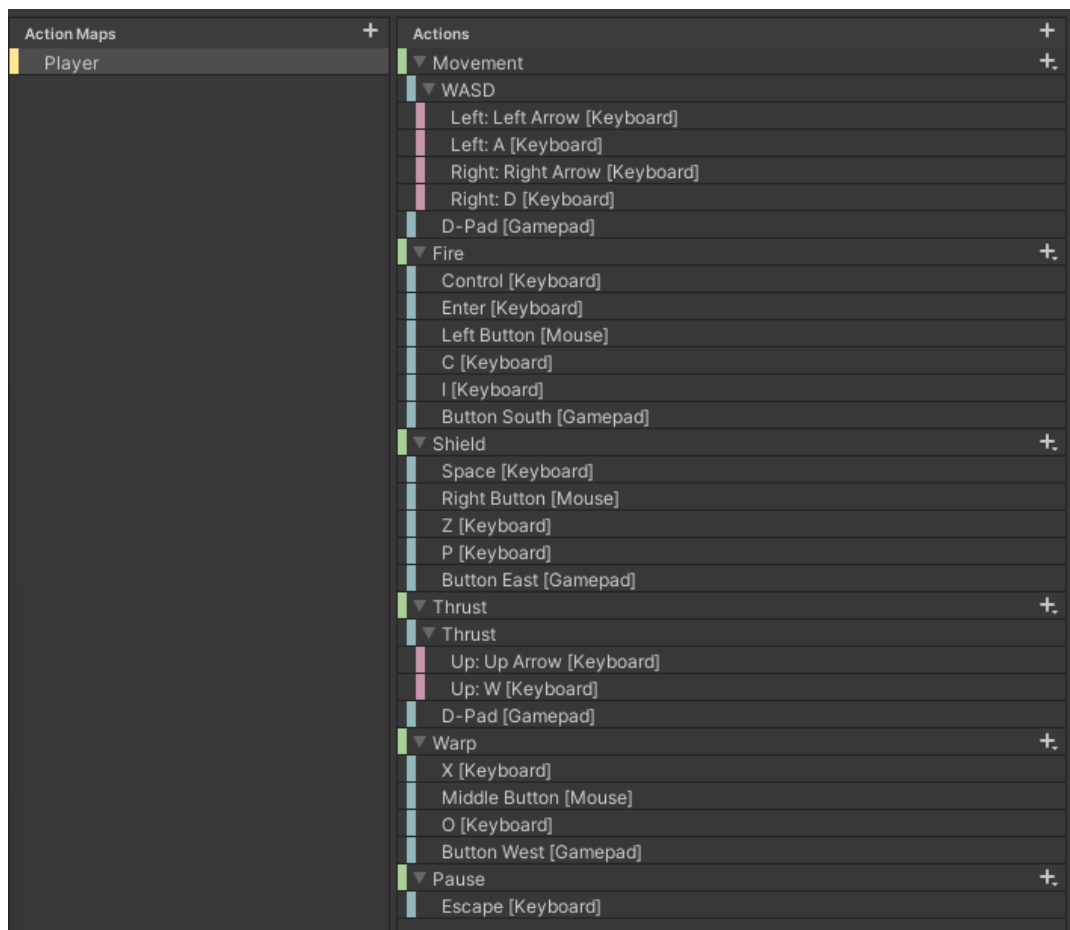 Action Maps
Player
Actions
Movement
WASD
Left: Left Arrow [Keyboard]
Left: A [Keyboard]
Right: Right Arrow [Keyboard]
Right: D [Keyboard]
D-Pad [Gamepad]
Fire
Control [Keyboard]
Enter [Keyboard]
Left Button [Mouse]
C [Keyboard]
I [Keyboard]
Button South [Gamepad]
Shield
Space [Keyboard]
Right Button [Mouse]
Z [Keyboard]
P [Keyboard]
Button East [Gamepad]
Thrust
Thrust
Up: Up Arrow [Keyboard]
Up: W [Keyboard]
D-Pad [Gamepad]
Warp
X [Keyboard]
Middle Button [Mouse]
O [Keyboard]
Button West [Gamepad]
Pause
Escape [Keyboard]